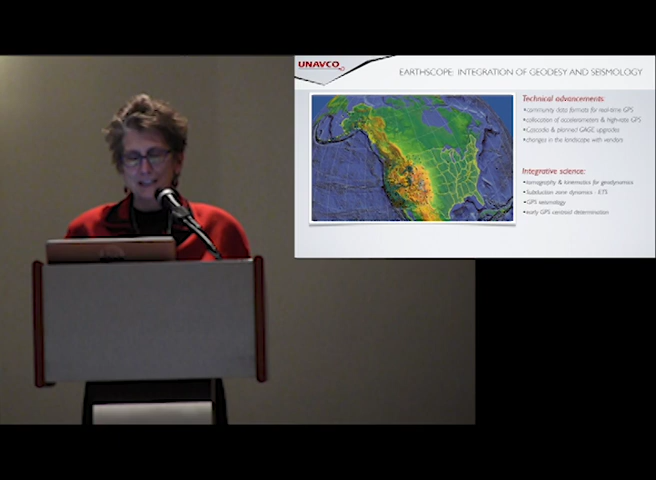 UNAVCO
EARTHSCOPE: INTEGRATION OF GEODESY AND SEISMOLOGY
Technical advancements:
•community data formats for real-time GPS
•collocation of accelerometers & high-rate GPS
•Cascadia & planned GAGE upgrades
•changes in the landscape with vendors
Integrative science:
•tomography & kinematics for geodynamics
•Subduction zone dynamics - ETS
•GPS seismology
•early GPS centroid determination